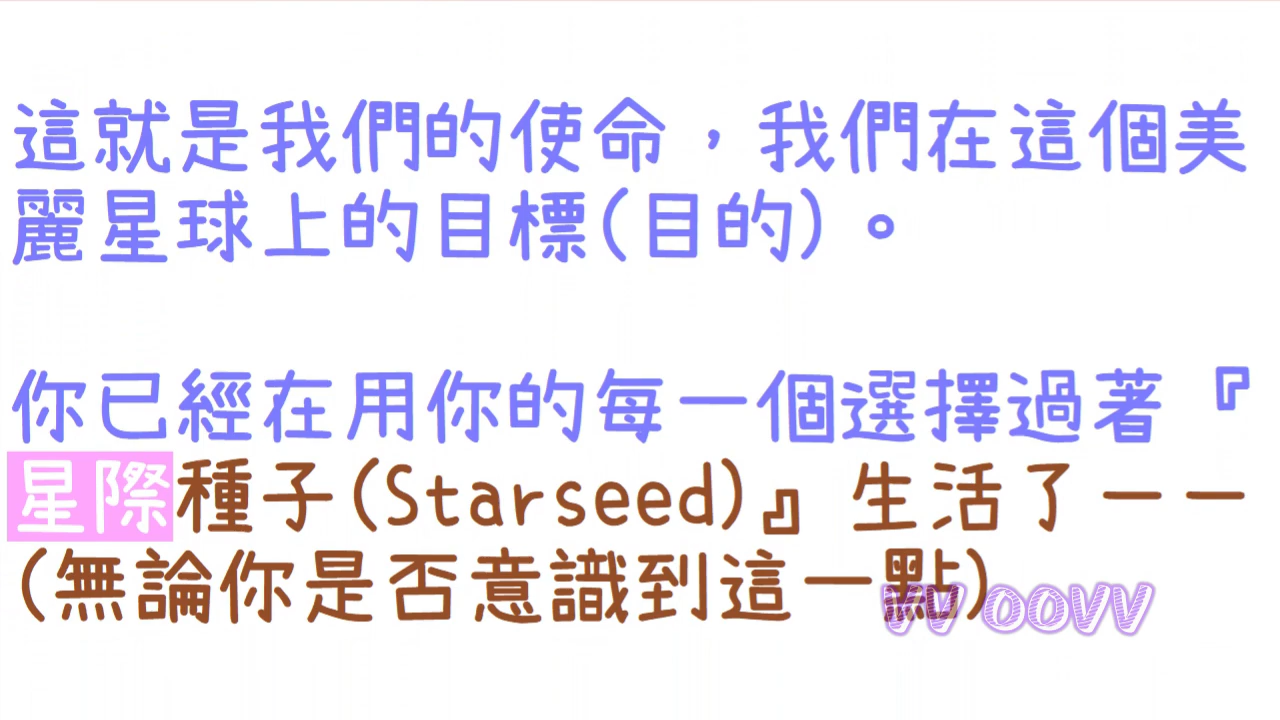 這就是我們的使命，我們在這個美
麗星球上的目標(目的)。
你已經在用你的每一個選擇過著『
星際種子(Starseed)』生活了－－
(無論你是否意識到這一點)
VV OOVV